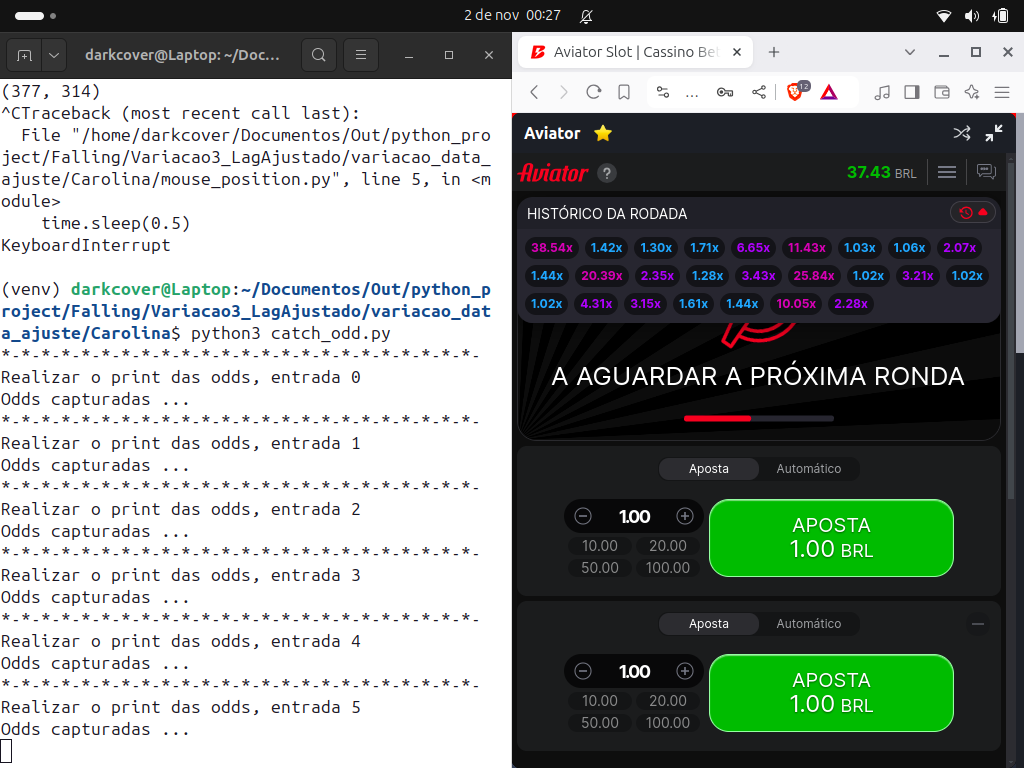 2 de nov 00:27
darkcover@Laptop: ~/Doc...
(377, 314)
^CTraceback (most recent call last):
  File "/home/darkcover/Documentos/Out/python_pro
ject/Falling/Variacao3_LagAjustado/variacao_data_
ajuste/Carolina/mouse_position.py", line 5, in <m
odule>
    time.sleep(0.5)
KeyboardInterrupt
(venv) darkcover@Laptop:~/Documentos/Out/python_p
roject/Falling/Variacao3_LagAjustado/variacao_dat
a_ajuste/Carolina$ python3 catch_odd.py
*-*-*-*-*-*-*-*-*-*-*-*-*-*-*-*-*-*-*-*-*-*-*-*-
Realizar o print das odds, entrada 0
Odds capturadas ...
*-*-*-*-*-*-*-*-*-*-*-*-*-*-*-*-*-*-*-*-*-*-*-*-
Realizar o print das odds, entrada 1
Odds capturadas ...
*-*-*-*-*-*-*-*-*-*-*-*-*-*-*-*-*-*-*-*-*-*-*-*-
Realizar o print das odds, entrada 2
Odds capturadas ...
*-*-*-*-*-*-*-*-*-*-*-*-*-*-*-*-*-*-*-*-*-*-*-*-
Realizar o print das odds, entrada 3
Odds capturadas ...
*-*-*-*-*-*-*-*-*-*-*-*-*-*-*-*-*-*-*-*-*-*-*-*-
Realizar o print das odds, entrada 4
Odds capturadas ...
*-*-*-*-*-*-*-*-*-*-*-*-*-*-*-*-*-*-*-*-*-*-*-*-
Realizar o print das odds, entrada 5
Odds capturadas ...
Aviator Slot | Cassino Bet
12
Aviator
Aviator ? 37.43 BRL
HISTÓRICO DA RODADA
38.54x 1.42x 1.30x 1.71x 6.65x 11.43x 1.03x 1.06x 2.07x
1.44x 20.39x 2.35x 1.28x 3.43x 25.84x 1.02x 3.21x 1.02x
1.02x 4.31x 3.15x 1.61x 1.44x 10.05x 2.28x
A AGUARDAR A PRÓXIMA RONDA
Aposta Automático
1.00
10.00 20.00
50.00 100.00
APOSTA
1.00 BRL
Aposta Automático
1.00
10.00 20.00
50.00 100.00
APOSTA
1.00 BRL